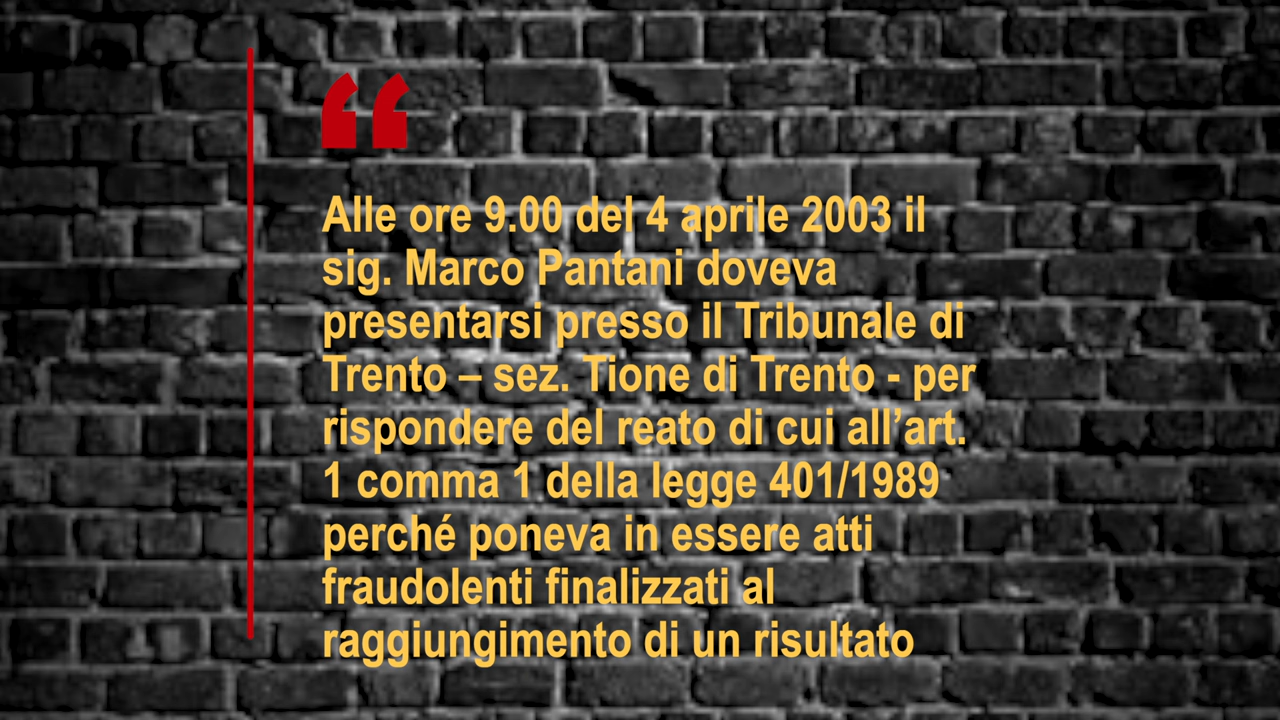 “
Alle ore 9.00 del 4 aprile 2003 il
sig. Marco Pantani doveva
presentarsi presso il Tribunale di
Trento – sez. Tione di Trento - per
rispondere del reato di cui all’art.
1 comma 1 della legge 401/1989
perché poneva in essere atti
fraudolenti finalizzati al
raggiungimento di un risultato